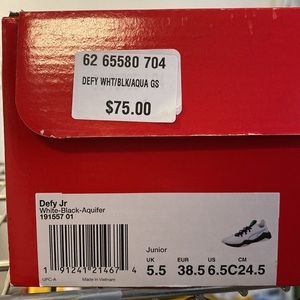 62 65580 704
DEFY WHT/BLK/AQUA GS
$75.00
Defy Jr
White-Black-Aquifer
191557 01
Junior
UK EUR US CM
5.5 38.5 6.5C 24.5
1 91241 21467 4
UPC-A Made in Vietnam